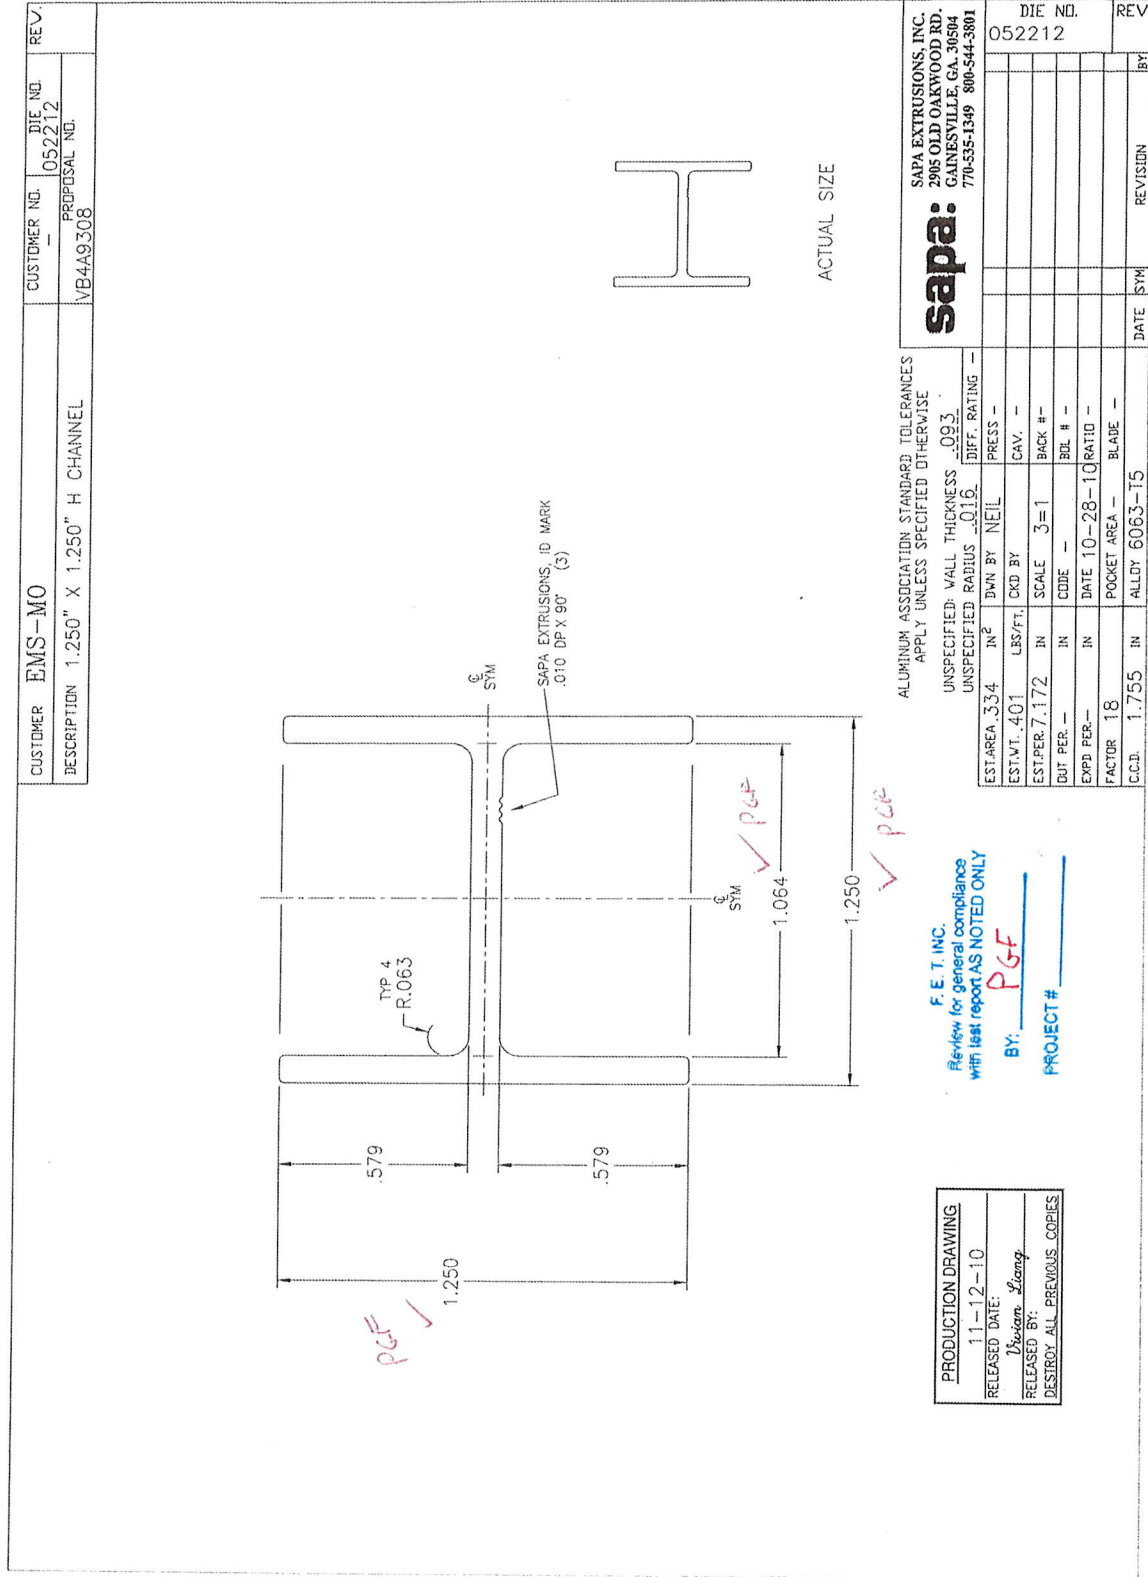 CUSTOMER EMS-MO
CUSTOMER NO. -
DIE NO. 052212
REV.
DESCRIPTION 1.250" X 1.250" H CHANNEL
PROPOSAL NO.
VB4A9308
TYP 4
R.063
℄
SYM
SAPA EXTRUSIONS, ID MARK
.010 DP X 90° (3)
.579
.579
1.250
PGF ✓
℄
SYM
1.064
✓ PGF
1.250
✓ PGF
ACTUAL SIZE
PRODUCTION DRAWING
11-12-10
RELEASED DATE:
Vivian Liang
RELEASED BY:
DESTROY ALL PREVIOUS COPIES
F. E. T. INC.
Review for general compliance
with test report AS NOTED ONLY
BY: PGF
PROJECT #
ALUMINUM ASSOCIATION STANDARD TOLERANCES
APPLY UNLESS SPECIFIED OTHERWISE
UNSPECIFIED: WALL THICKNESS .093
UNSPECIFIED RADIUS .016
DIFF. RATING -
sapa:
SAPA EXTRUSIONS, INC.
2905 OLD OAKWOOD RD.
GAINESVILLE, GA. 30504
770-535-1349 800-544-3801
EST.AREA .334 IN² DWN BY NEIL PRESS -
EST.WT. .401 LBS/FT. CKD BY CAV. -
EST.PER. 7.172 IN SCALE 3=1 BACK # -
OUT PER. - IN CODE - BOL # -
EXPD PER. - IN DATE 10-28-10 RATIO -
FACTOR 18 POCKET AREA - BLADE -
C.C.D. 1.755 IN ALLOY 6063-T5
DATE SYM REVISION BY
DIE NO.
052212
REV